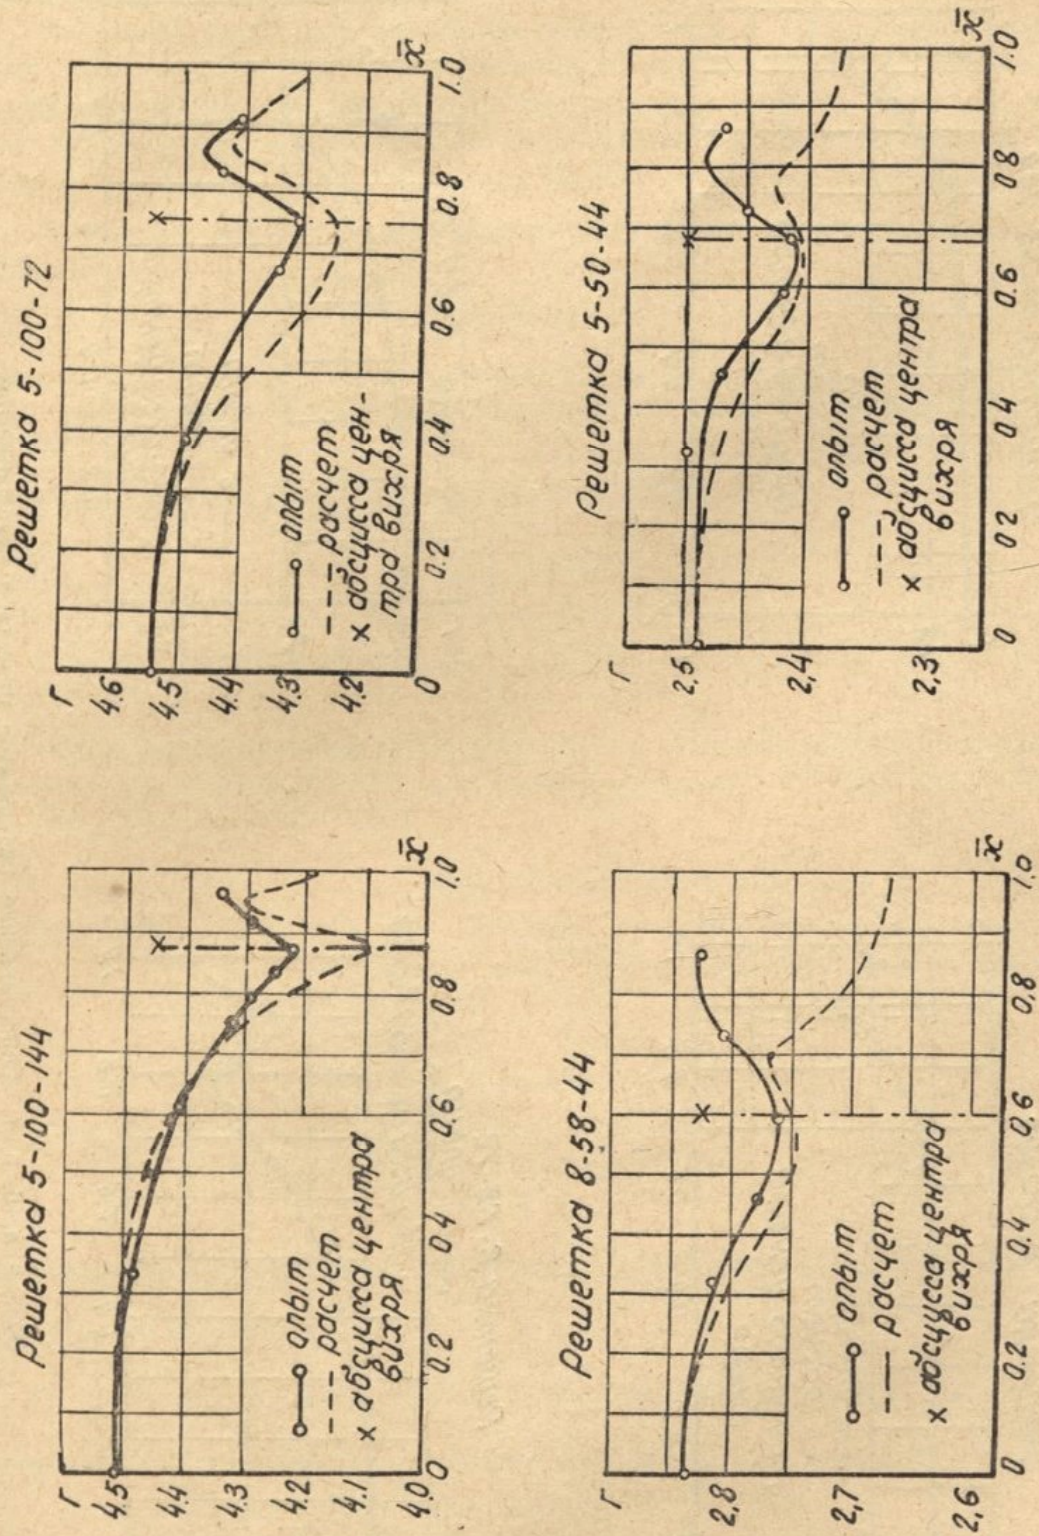 Решетка 5-100-144
Г
4.5
4.4
4.3
4.2
4.1
4.0
0
0.2
0.4
0.6
0.8
1.0
x̅
опыт
расчет
x абсцисса центра
вихря
Решетка 5-100-72
Г
4.6
4.5
4.4
4.3
4.2
0
0.2
0.4
0.6
0.8
1.0
x̅
опыт
расчет
x абсцисса цен-
тра вихря
Решетка 8-58-44
Г
2,8
2,7
2,6
0
0.2
0.4
0,6
0,8
1.0
x̅
опыт
расчет
x абсцисса центра
вихря
Решетка 5-50-44
Г
2.5
2,4
2,3
0
0 2
0 4
0.6
0 8
1.0
x̅
опыт
расчет
x абсцисса центра
вихря